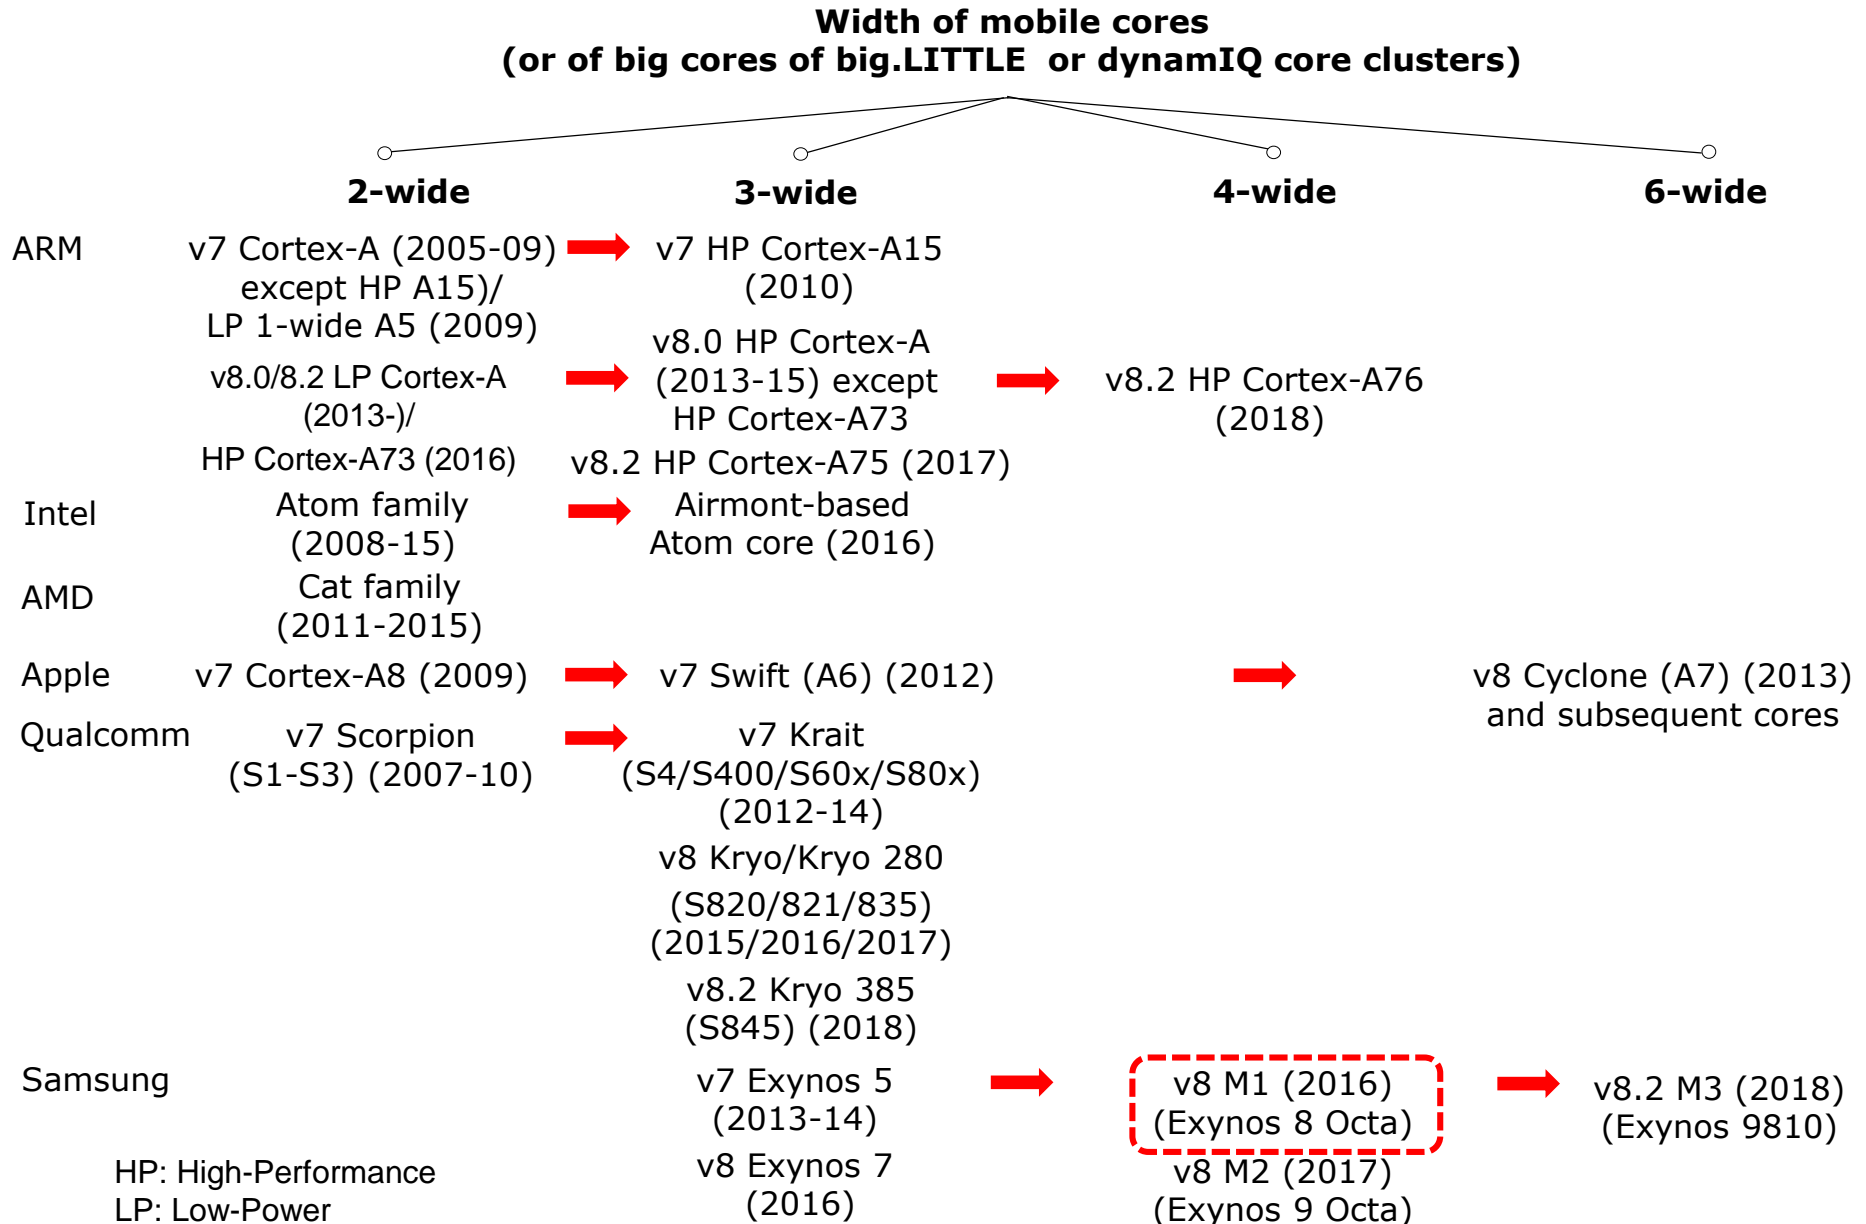 Width of mobile cores
(or of big cores of big.LITTLE or dynamIQ core clusters)
2-wide
3-wide
4-wide
6-wide
ARM
v7 Cortex-A (2005-09)
except HP A15)/
LP 1-wide A5 (2009)
v7 HP Cortex-A15
(2010)
v8.0/8.2 LP Cortex-A
(2013-)/
HP Cortex-A73 (2016)
v8.0 HP Cortex-A
(2013-15) except
HP Cortex-A73
v8.2 HP Cortex-A75 (2017)
v8.2 HP Cortex-A76
(2018)
Intel
Atom family
(2008-15)
Airmont-based
Atom core (2016)
AMD
Cat family
(2011-2015)
Apple
v7 Cortex-A8 (2009)
v7 Swift (A6) (2012)
v8 Cyclone (A7) (2013)
and subsequent cores
Qualcomm
v7 Scorpion
(S1-S3) (2007-10)
v7 Krait
(S4/S400/S60x/S80x)
(2012-14)
v8 Kryo/Kryo 280
(S820/821/835)
(2015/2016/2017)
v8.2 Kryo 385
(S845) (2018)
Samsung
v7 Exynos 5
(2013-14)
v8 Exynos 7
(2016)
v8 M1 (2016)
(Exynos 8 Octa)
v8 M2 (2017)
(Exynos 9 Octa)
v8.2 M3 (2018)
(Exynos 9810)
HP: High-Performance
LP: Low-Power